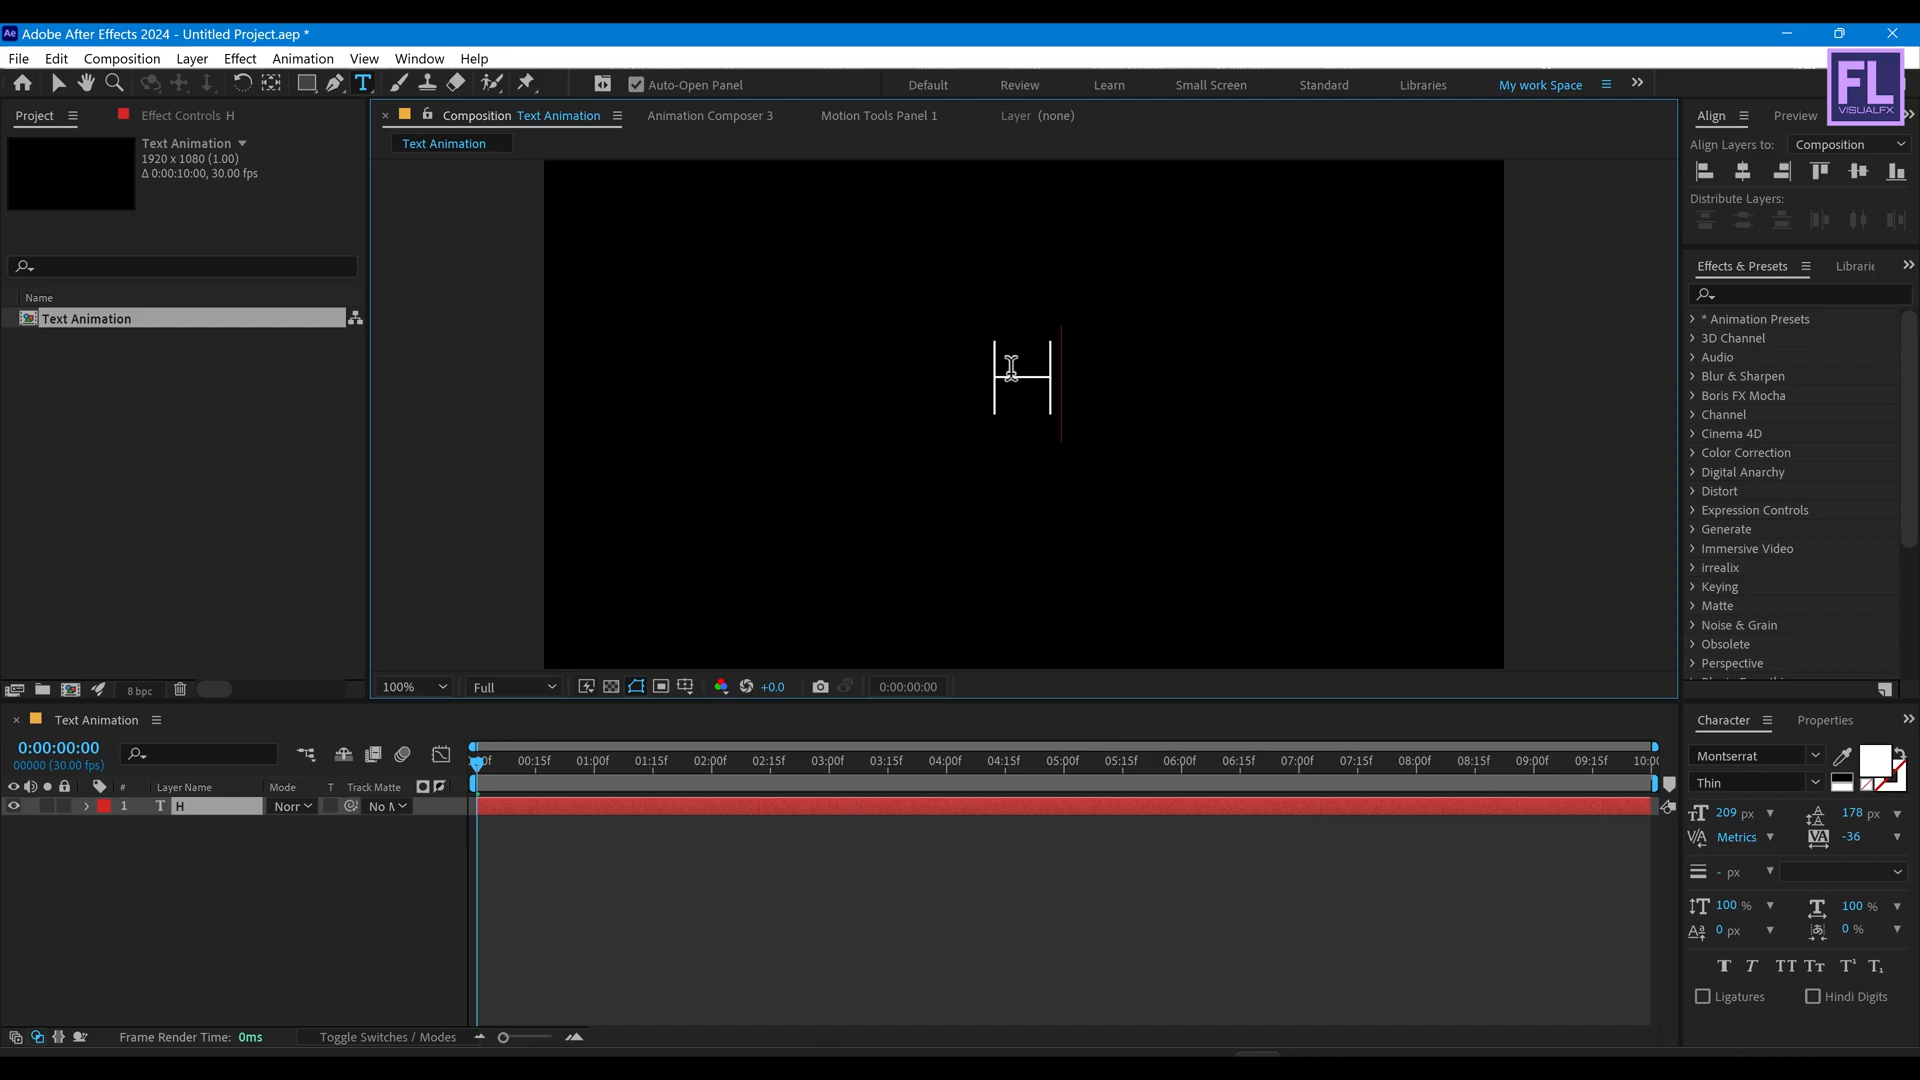 Ae Adobe After Effects 2024 - Untitled Project.aep *
File Edit Composition Layer Effect Animation View Window Help
T Auto-Open Panel Default Review Learn Small Screen Standard Libraries My work Space
FL
VISUALFX
Project Effect Controls H
Composition Text Animation Animation Composer 3 Motion Tools Panel 1 Layer (none)
Align Preview
Text Animation
1920 x 1080 (1.00)
Δ 0:00:10:00, 30.00 fps
Text Animation
Align Layers to: Composition
Distribute Layers:
Effects & Presets Librarie
Name
Text Animation
* Animation Presets
3D Channel
Audio
Blur & Sharpen
Boris FX Mocha
Channel
Cinema 4D
Color Correction
Digital Anarchy
Distort
Expression Controls
Generate
Immersive Video
irrealix
Keying
Matte
Noise & Grain
Obsolete
Perspective
H
8 bpc
100% Full +0.0 0:00:00:00
Text Animation
0:00:00:00
00000 (30.00 fps)
00:15f 01:00f 01:15f 02:00f 02:15f 03:00f 03:15f 04:00f 04:15f 05:00f 05:15f 06:00f 06:15f 07:00f 07:15f 08:00f 08:15f 09:00f 09:15f 10:00
# Layer Name Mode T Track Matte
1 T H Norr No
Character Properties
Montserrat
Thin
209 px 178 px
Metrics -36
- px
100 % 100 %
0 px 0 %
T T TT Tt T¹ T₁
Ligatures Hindi Digits
Frame Render Time: 0ms Toggle Switches / Modes